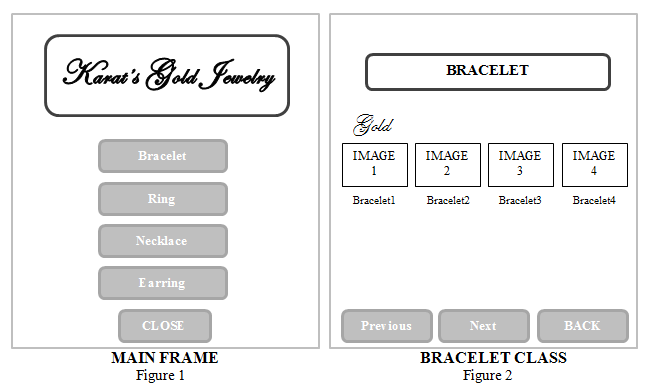 Karat's Gold Jewelry
Bracelet
Ring
Necklace
Earring
CLOSE
MAIN FRAME
Figure 1
BRACELET
Gold
IMAGE 1
IMAGE 2
IMAGE 3
IMAGE 4
Bracelet1 Bracelet2 Bracelet3 Bracelet4
Previous Next BACK
BRACELET CLASS
Figure 2